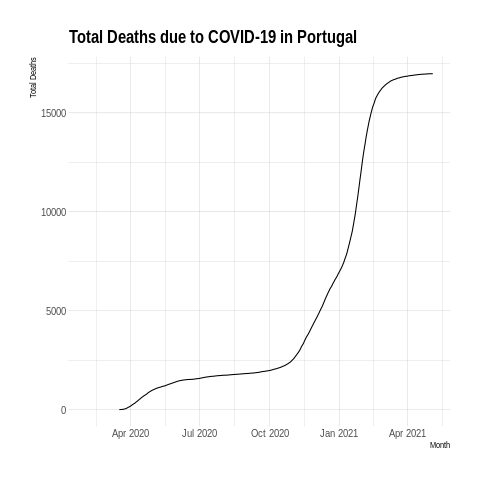 Total Deaths due to COVID-19 in Portugal
Total Deaths
15000
10000
5000
0
Apr 2020 Jul 2020 Oct 2020 Jan 2021 Apr 2021
Month